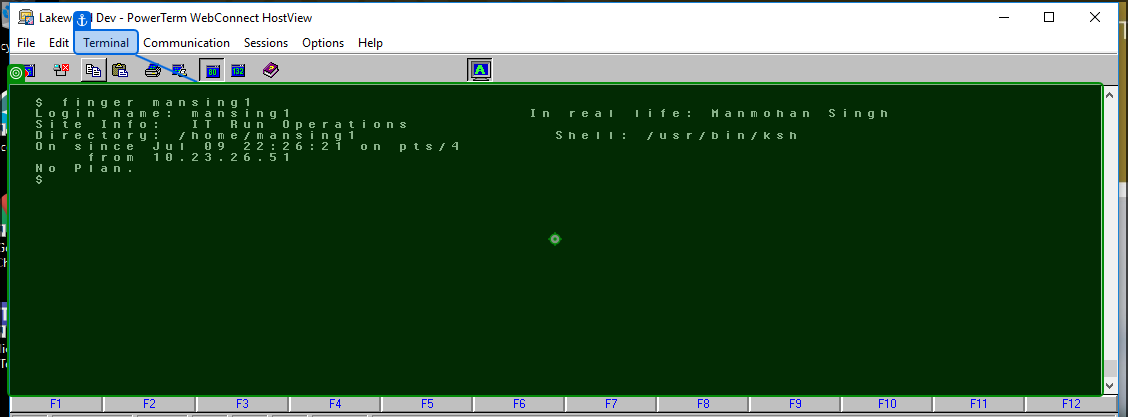 Lakew d Dev - PowerTerm WebConnect HostView
File Edit Terminal Communication Sessions Options Help
80 132 A
$ finger mansing1
Login name: mansing1 In real life: Manmohan Singh
Site Info: IT Run Operations
Directory: /home/mansing1 Shell: /usr/bin/ksh
On since Jul 09 22:26:21 on pts/4
from 10.23.26.51
No Plan.
$
F1 F2 F3 F4 F5 F6 F7 F8 F9 F10 F11 F12